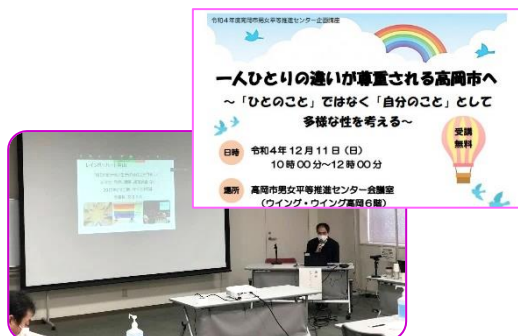 令和4年度高岡市男女平等推進センター企画講座
一人ひとりの違いが尊重される高岡市へ
～「ひとのこと」ではなく「自分のこと」として
多様な性を考える～
受講
無料
日時 令和4年12月11日（日）
10時00分～12時00分
場所 高岡市男女平等推進センター会議室
（ウイング・ウイング高岡6階）